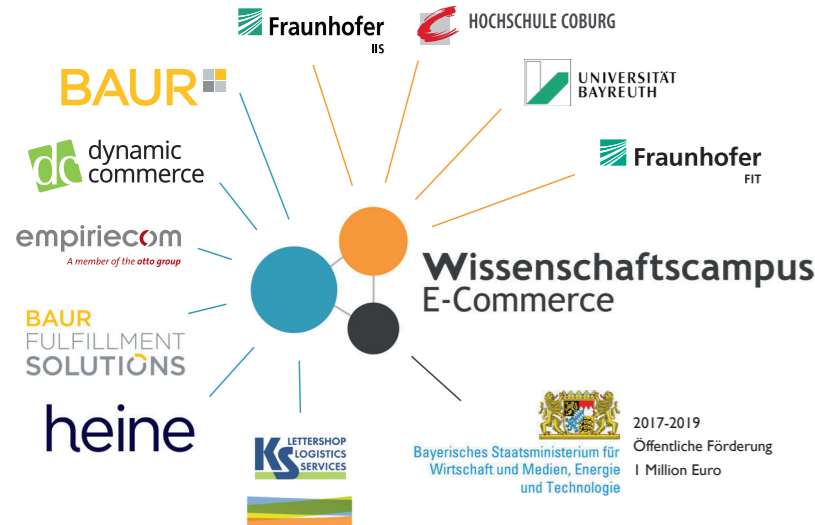 Fraunhofer
IIS
HOCHSCHULE COBURG
BAUR
UNIVERSITÄT
BAYREUTH
dc dynamic
commerce
Fraunhofer
FIT
empiriecom
A member of the otto group
Wissenschaftscampus
E-Commerce
BAUR
FULFILLMENT
SOLUTIONS
heine
KS LETTERSHOP
LOGISTICS
SERVICES
Bayerisches Staatsministerium für
Wirtschaft und Medien, Energie
und Technologie
2017-2019
Öffentliche Förderung
1 Million Euro